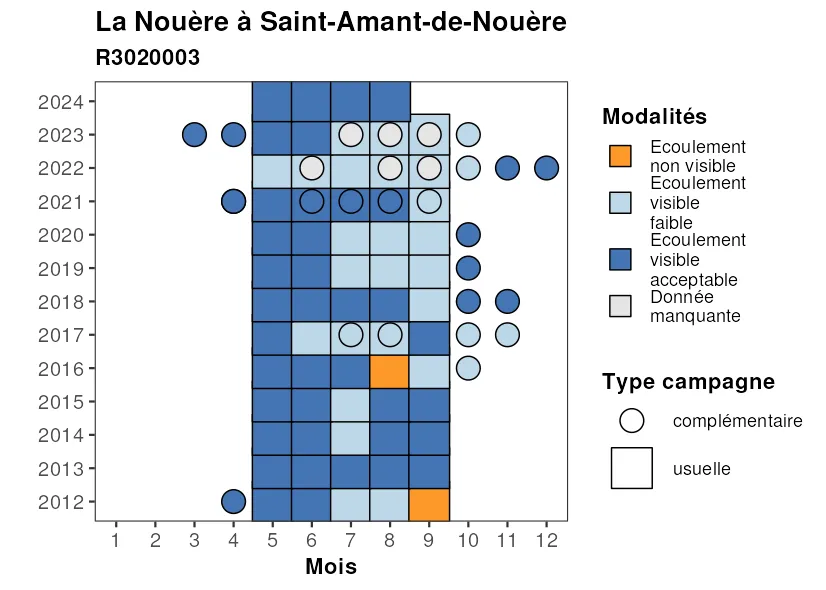 La Nouère à Saint-Amant-de-Nouère
R3020003
2024
2023
2022
2021
2020
2019
2018
2017
2016
2015
2014
2013
2012
1 2 3 4 5 6 7 8 9 10 11 12
Mois
Modalités
Ecoulement
non visible
Ecoulement
visible
faible
Ecoulement
visible
acceptable
Donnée
manquante
Type campagne
complémentaire
usuelle